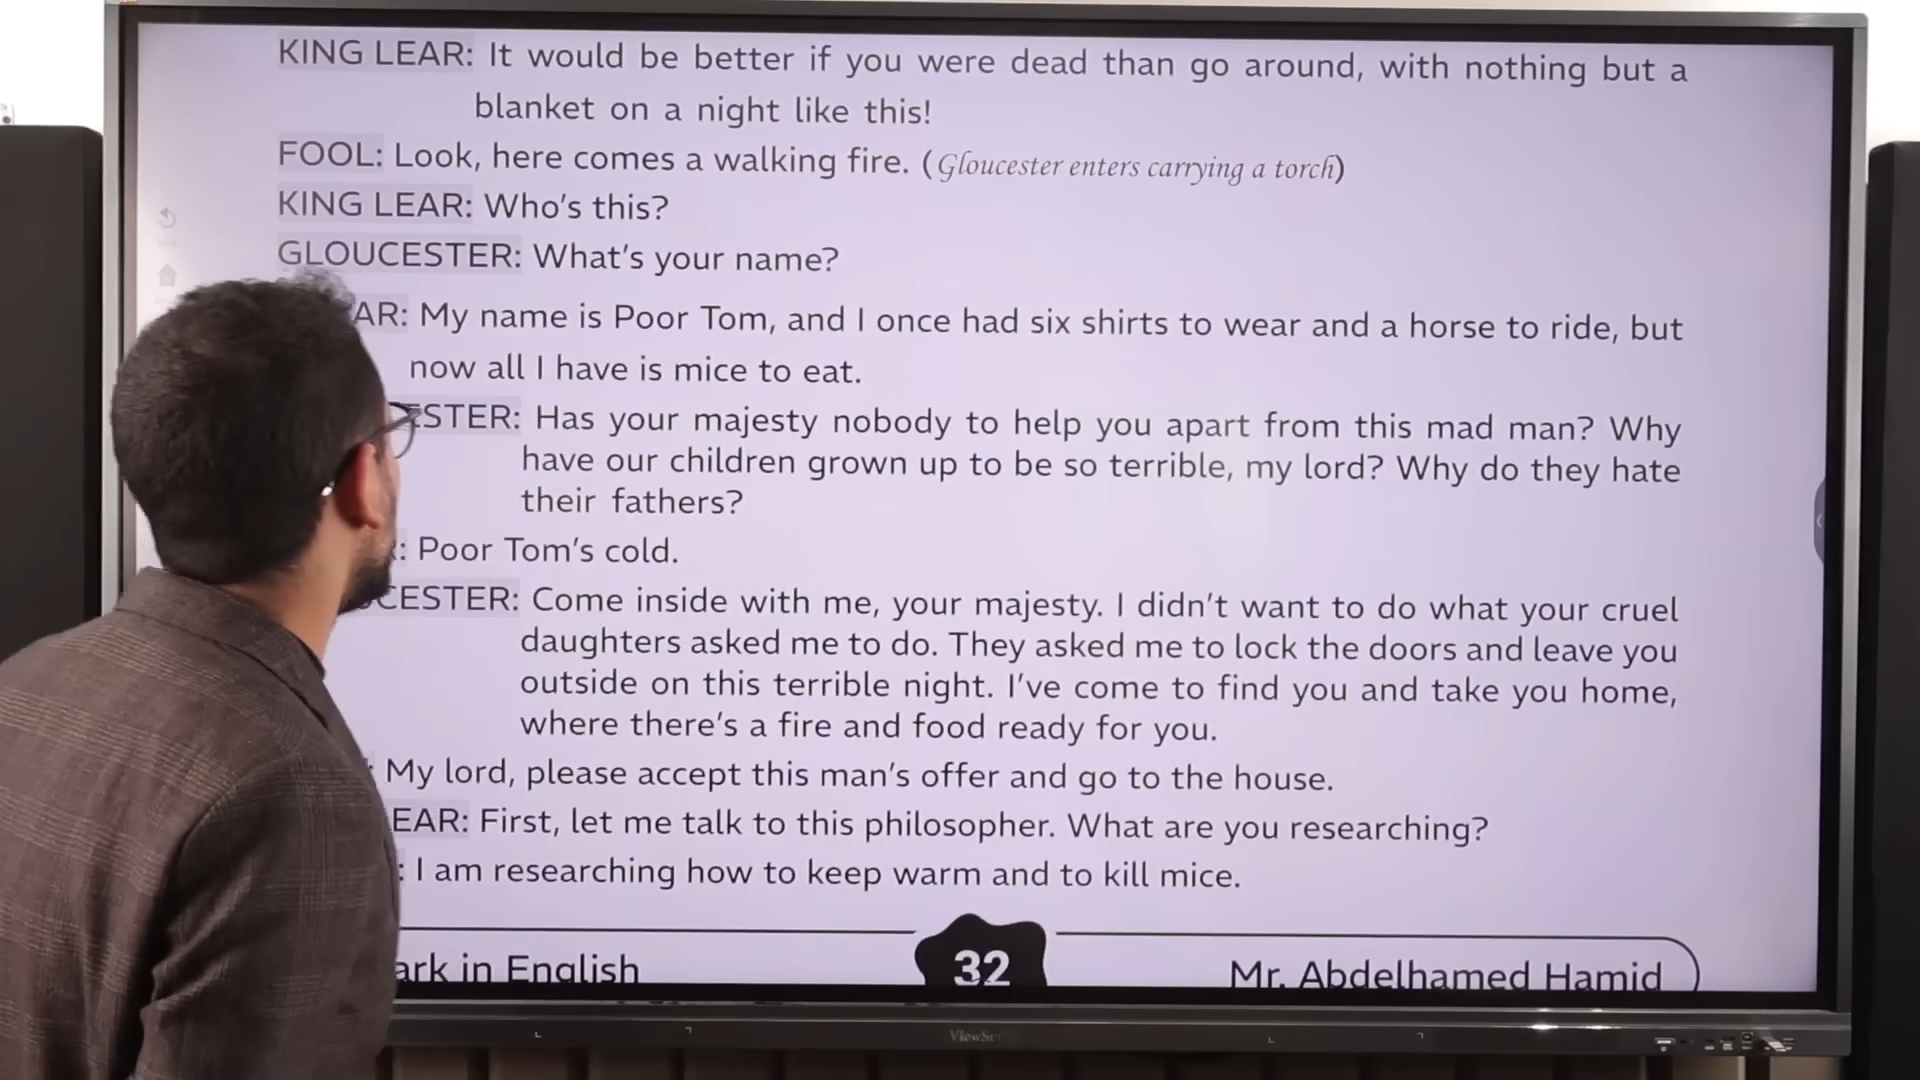 KING LEAR: It would be better if you were dead than go around, with nothing but a
blanket on a night like this!
FOOL: Look, here comes a walking fire. (Gloucester enters carrying a torch)
KING LEAR: Who's this?
GLOUCESTER: What's your name?
AR: My name is Poor Tom, and I once had six shirts to wear and a horse to ride, but
now all I have is mice to eat.
ESTER: Has your majesty nobody to help you apart from this mad man? Why
have our children grown up to be so terrible, my lord? Why do they hate
their fathers?
: Poor Tom's cold.
CESTER: Come inside with me, your majesty. I didn't want to do what your cruel
daughters asked me to do. They asked me to lock the doors and leave you
outside on this terrible night. I've come to find you and take you home,
where there's a fire and food ready for you.
: My lord, please accept this man's offer and go to the house.
EAR: First, let me talk to this philosopher. What are you researching?
: I am researching how to keep warm and to kill mice.
ark in English
32
Mr. Abdelhamed Hamid